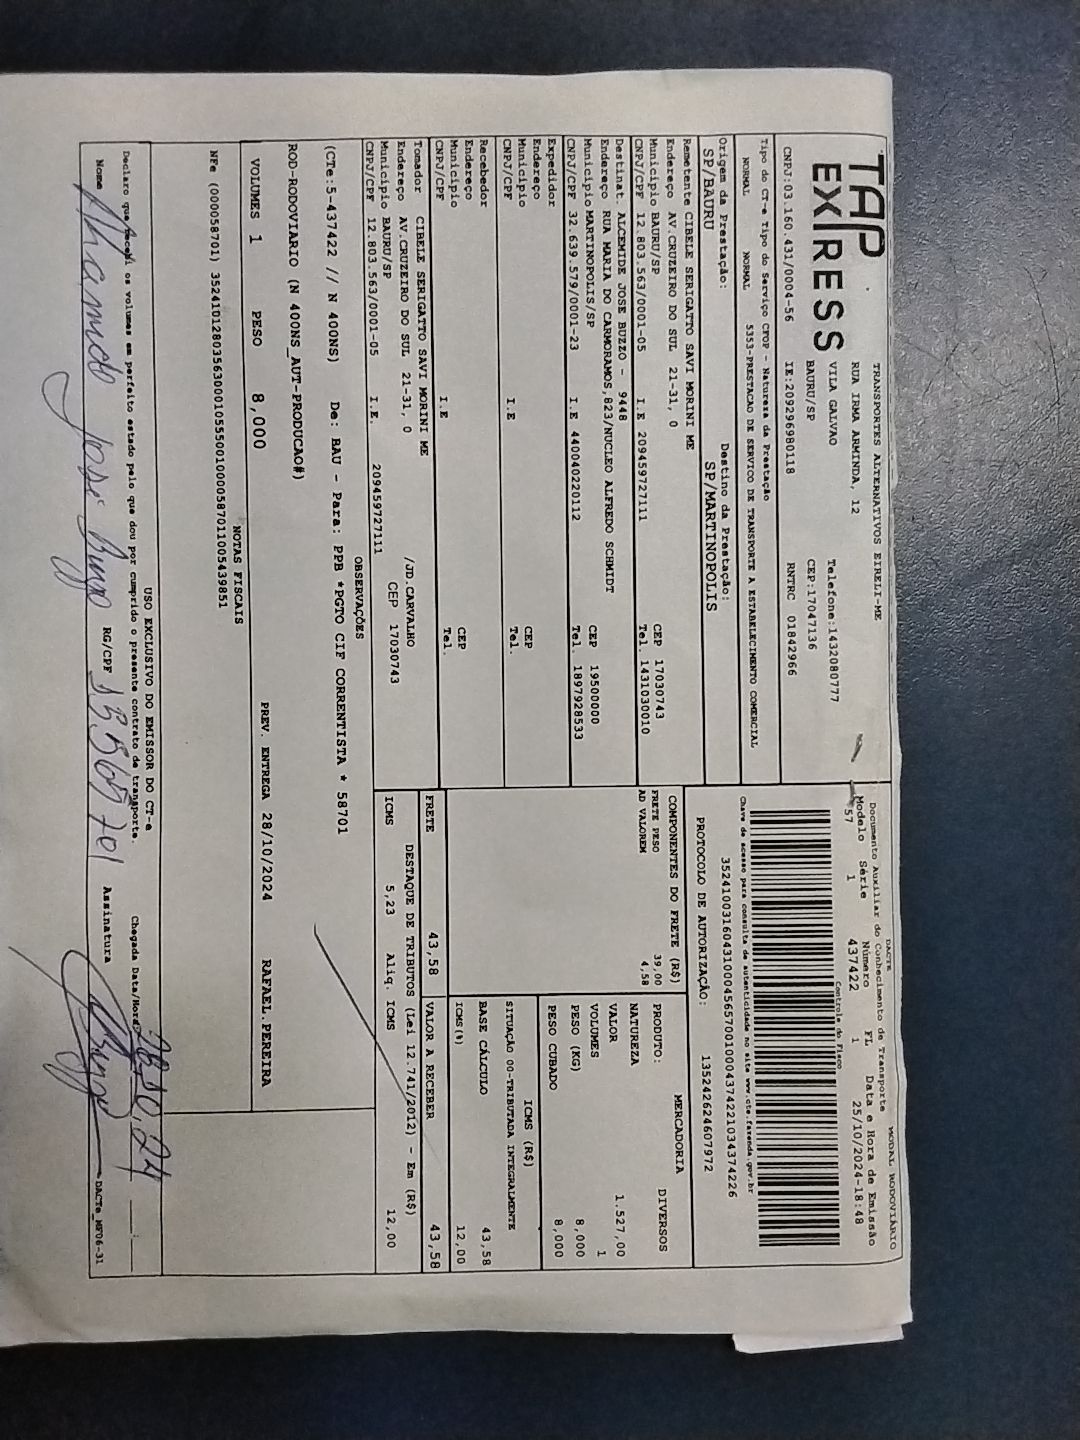 TAP EXPRESS
TRANSPORTES ALTERNATIVOS EIRELI-ME
RUA IRMA ARMINDA, 12
VILA GALVAO Telefone:1432080777
BAURU/SP CEP:17047136
CNPJ:03.160.431/0004-56 IE:209296980118 RNTRC 01842966
DACTE MODAL RODOVIÁRIO
Documento Auxiliar do Conhecimento de Transporte
Modelo Série Número FL Data e Hora de Emissão
57 1 437422 1 25/10/2024-18:48
Controle do Fisco
Chave de acesso para consulta de autenticidade no site www.cte.fazenda.gov.br
35241003160431000456570010004374221034374226
PROTOCOLO DE AUTORIZAÇÃO: 135242624607972
Tipo do CT-e Tipo do Serviço CFOP - Natureza da Prestação
NORMAL NORMAL 5353-PRESTACAO DE SERVICO DE TRANSPORTE A ESTABELECIMENTO COMERCIAL
Origem da Prestação: Destino da Prestação:
SP/BAURU SP/MARTINOPOLIS
Remetente CIBELE SERIGATTO SAVI MORINI ME
Endereço AV.CRUZEIRO DO SUL 21-31, 0 CEP 17030743
Municipio BAURU/SP Tel. 1431030010
CNPJ/CPF 12.803.563/0001-05 I.E 209459727111
Destinat. ALCEMIDE JOSE BUZZO - 9448
Endereço RUA MARIA DO CARMORAMOS,823/NUCLEO ALFREDO SCHMIDT
Municipio MARTINOPOLIS/SP CEP 19500000
CNPJ/CPF 32.639.579/0001-23 I.E 440040220112 Tel. 1897928533
Expedidor
Endereço
Municipio CEP
CNPJ/CPF I.E Tel.
Recebedor
Endereço
Municipio CEP
CNPJ/CPF I.E Tel.
Tomador CIBELE SERIGATTO SAVI MORINI ME
Endereço AV.CRUZEIRO DO SUL 21-31, 0 /JD.CARVALHO
Municipio BAURU/SP CEP 17030743
CNPJ/CPF 12.803.563/0001-05 I.E. 209459727111
COMPONENTES DO FRETE (R$)
FRETE PESO 39,00
AD VALOREM 4,58
PRODUTO: MERCADORIA
NATUREZA DIVERSOS
VALOR 1.527,00
VOLUMES 1
PESO (KG) 8,000
PESO CUBADO 8,000
ICMS (R$)
SITUAÇÃO 00-TRIBUTADA INTEGRALMENTE
BASE CÁLCULO 43,58
ICMS(%) 12,00
FRETE 43,58 VALOR A RECEBER 43,58
DESTAQUE DE TRIBUTOS (Lei 12.741/2012) - Em (R$)
ICMS 5,23 Aliq. ICMS 12,00
OBSERVAÇÕES
(CTe:5-437422 // N 400NS) De: BAU - Para: PPB *PGTO CIF CORRENTISTA * 58701
ROD-RODOVIARIO (N 400NS_AUT-PRODUCAO#)
VOLUMES 1 PESO 8,000 PREV. ENTREGA 28/10/2024 RAFAEL.PEREIRA
NOTAS FISCAIS
NFe (000058701) 35241012803563000105550010000587011005439851
USO EXCLUSIVO DO EMISSOR DO CT-e
Declaro que recebi os volumes em perfeito estado pelo que dou por cumprido o presente contrato de transporte. Chegada Data/Hora 28 10 24
Nome José Buzzo RG/CPF Assinatura
DACTe_MP06-31